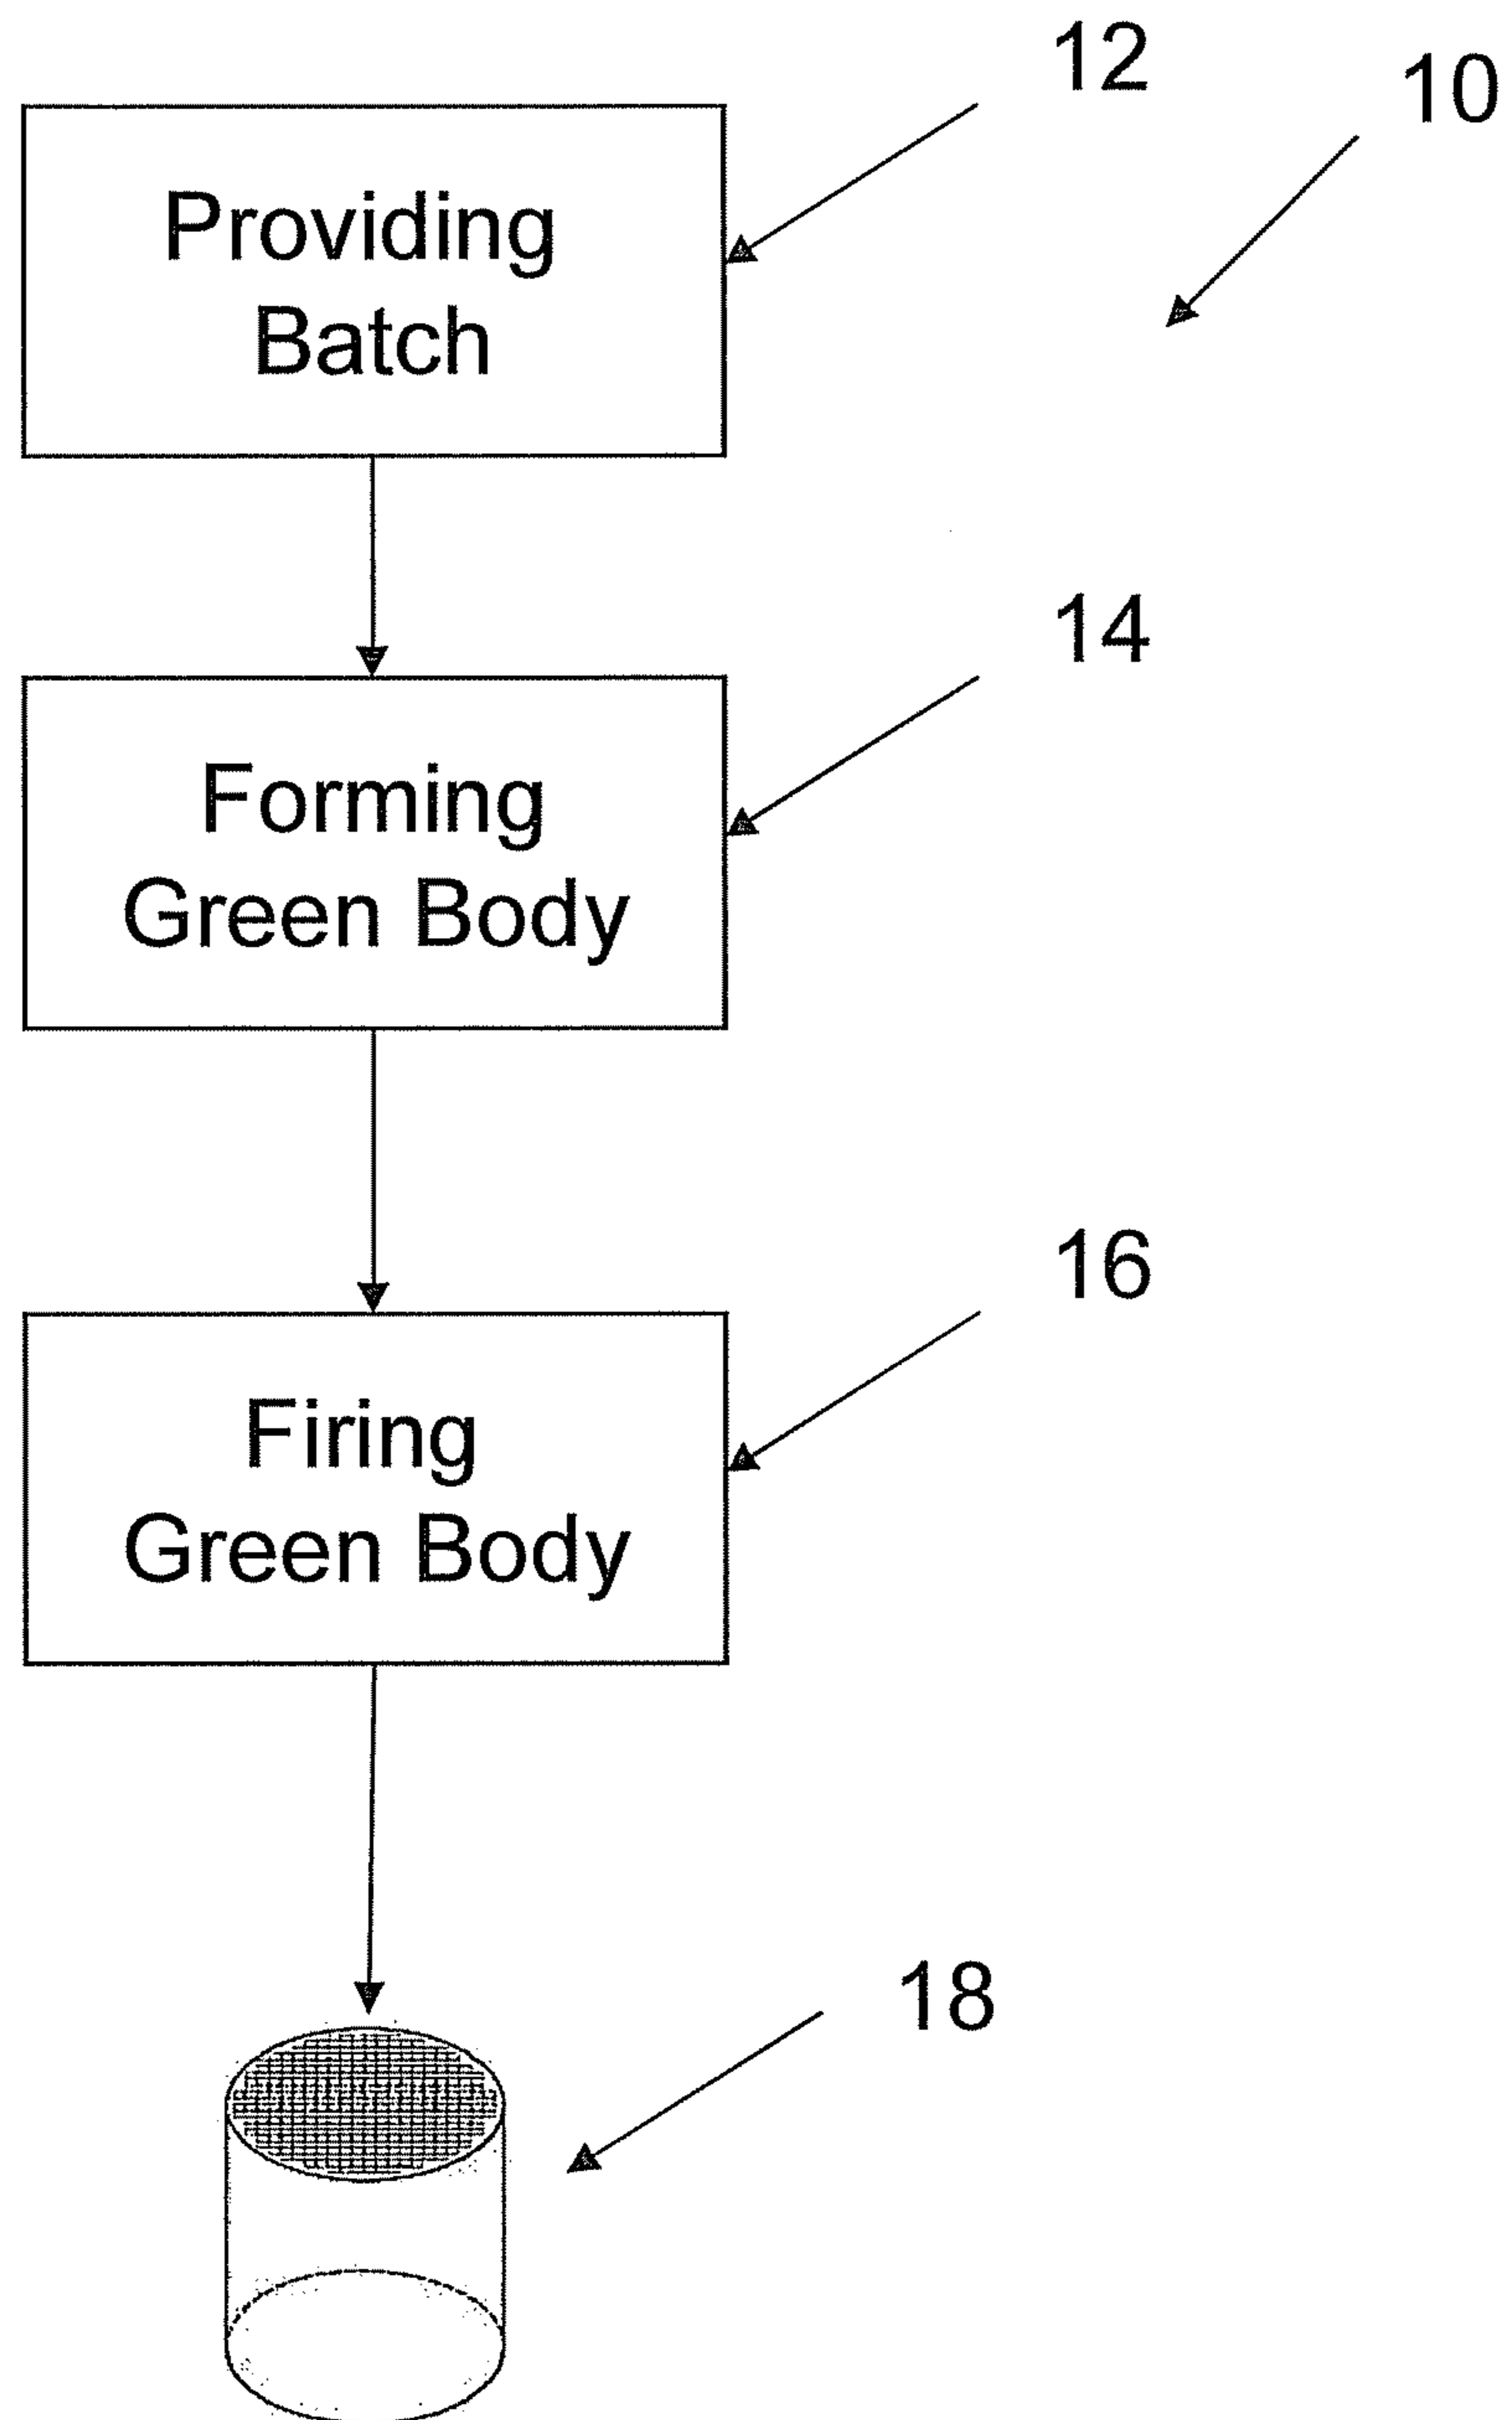 12
10
Providing
Batch
14
Forming
Green Body
16
Firing
Green Body
18